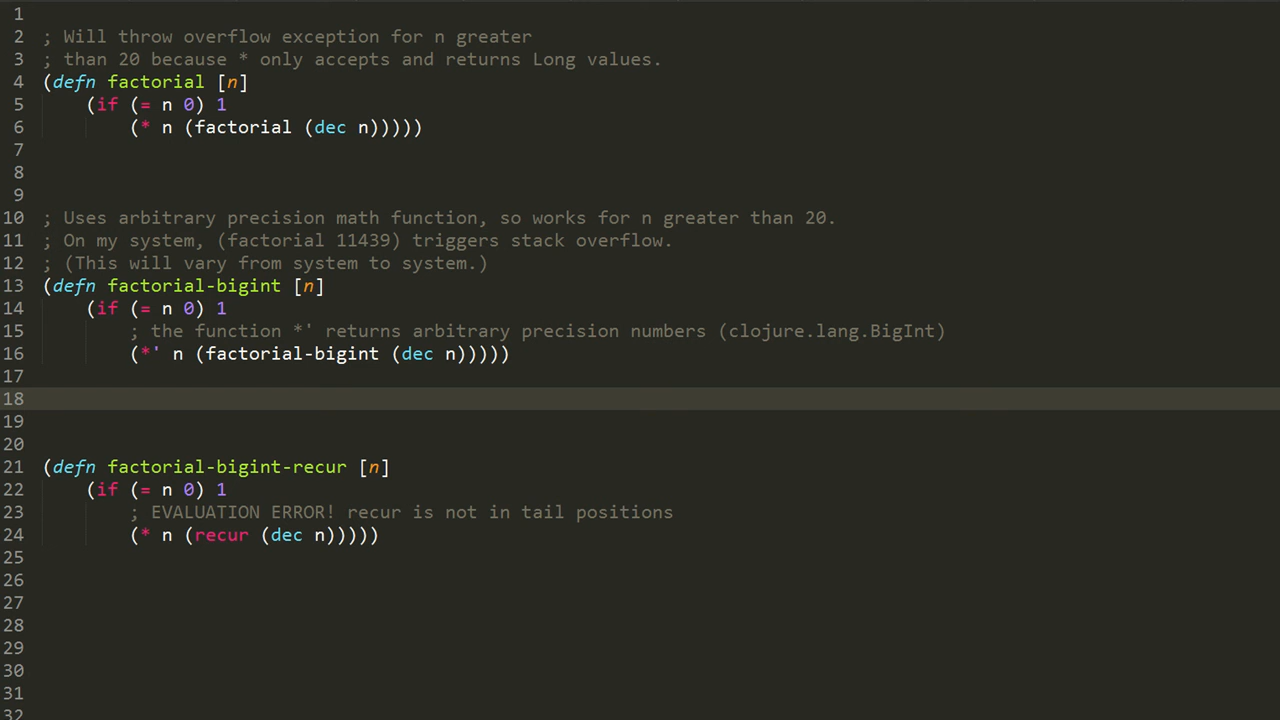 1
2 ; Will throw overflow exception for n greater
3 ; than 20 because * only accepts and returns Long values.
4 (defn factorial [n]
5     (if (= n 0) 1
6         (* n (factorial (dec n)))))
7
8
9
10 ; Uses arbitrary precision math function, so works for n greater than 20.
11 ; On my system, (factorial 11439) triggers stack overflow.
12 ; (This will vary from system to system.)
13 (defn factorial-bigint [n]
14     (if (= n 0) 1
15         ; the function *' returns arbitrary precision numbers (clojure.lang.BigInt)
16         (*' n (factorial-bigint (dec n)))))
17
18
19
20
21 (defn factorial-bigint-recur [n]
22     (if (= n 0) 1
23         ; EVALUATION ERROR! recur is not in tail positions
24         (* n (recur (dec n)))))
25
26
27
28
29
30
31
32